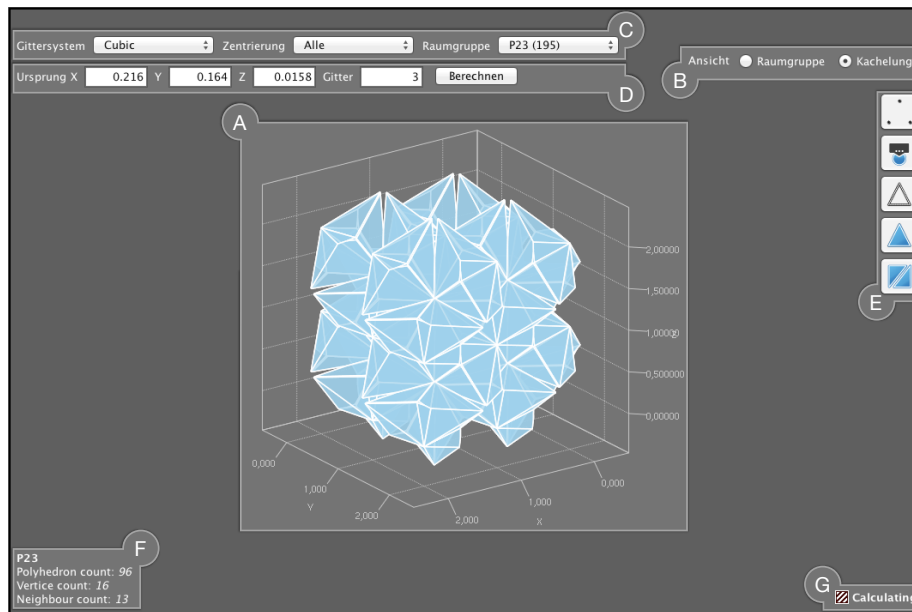 Gittersystem Cubic Zentrierung Alle Raumgruppe P23 (195) C
Ursprung X 0.216 Y 0.164 Z 0.0158 Gitter 3 Berechnen D
Ansicht Raumgruppe Kachelung
B
A
E
2,00000
1,50000
1,00000
Z
0,500000
0,00000
0,000
1,000
2,000
Y
0,000
1,000
2,000
X
F
P23
Polyhedron count: 96
Vertice count: 16
Neighbour count: 13
G
Calculating